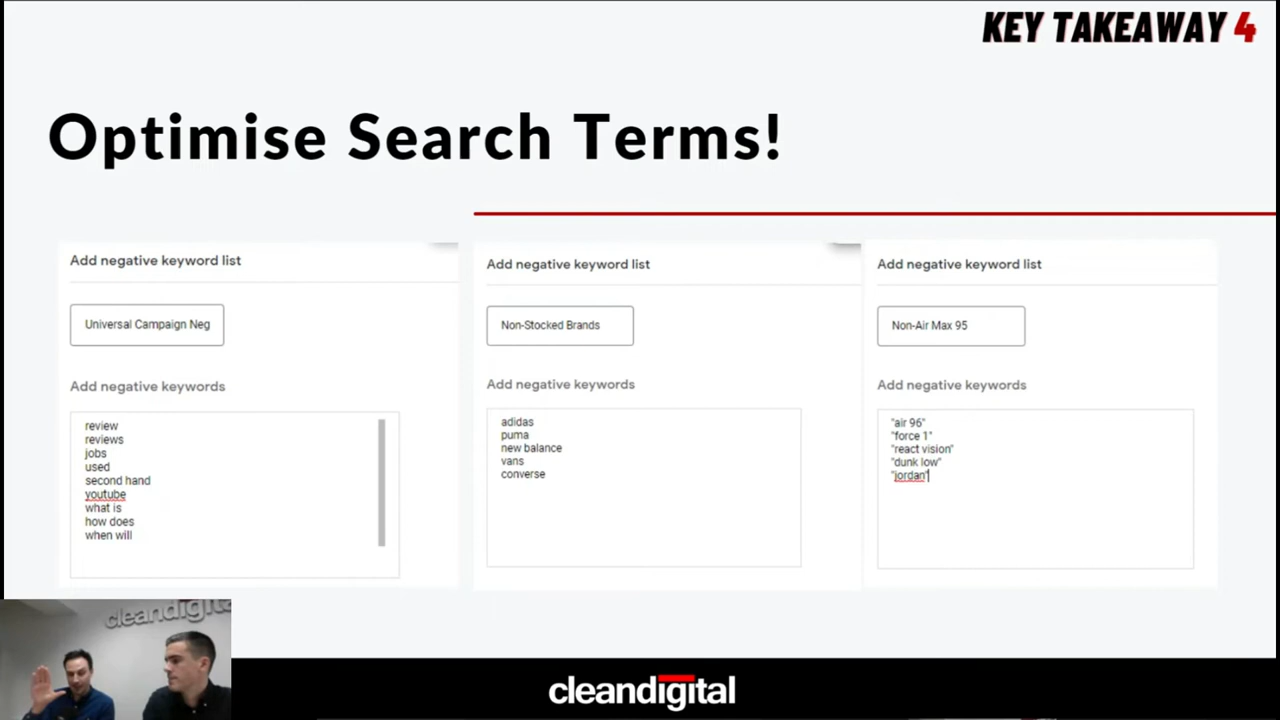 KEY TAKEAWAY 4
Optimise Search Terms!
Add negative keyword list
Universal Campaign Neg
Add negative keywords
review
reviews
jobs
used
second hand
youtube
what is
how does
when will
Add negative keyword list
Non-Stocked Brands
Add negative keywords
adidas
puma
new balance
vans
converse
Add negative keyword list
Non-Air Max 95
Add negative keywords
"air 96"
"force 1"
"react vision"
"dunk low"
"jordan"
cleandigital
cleandigital